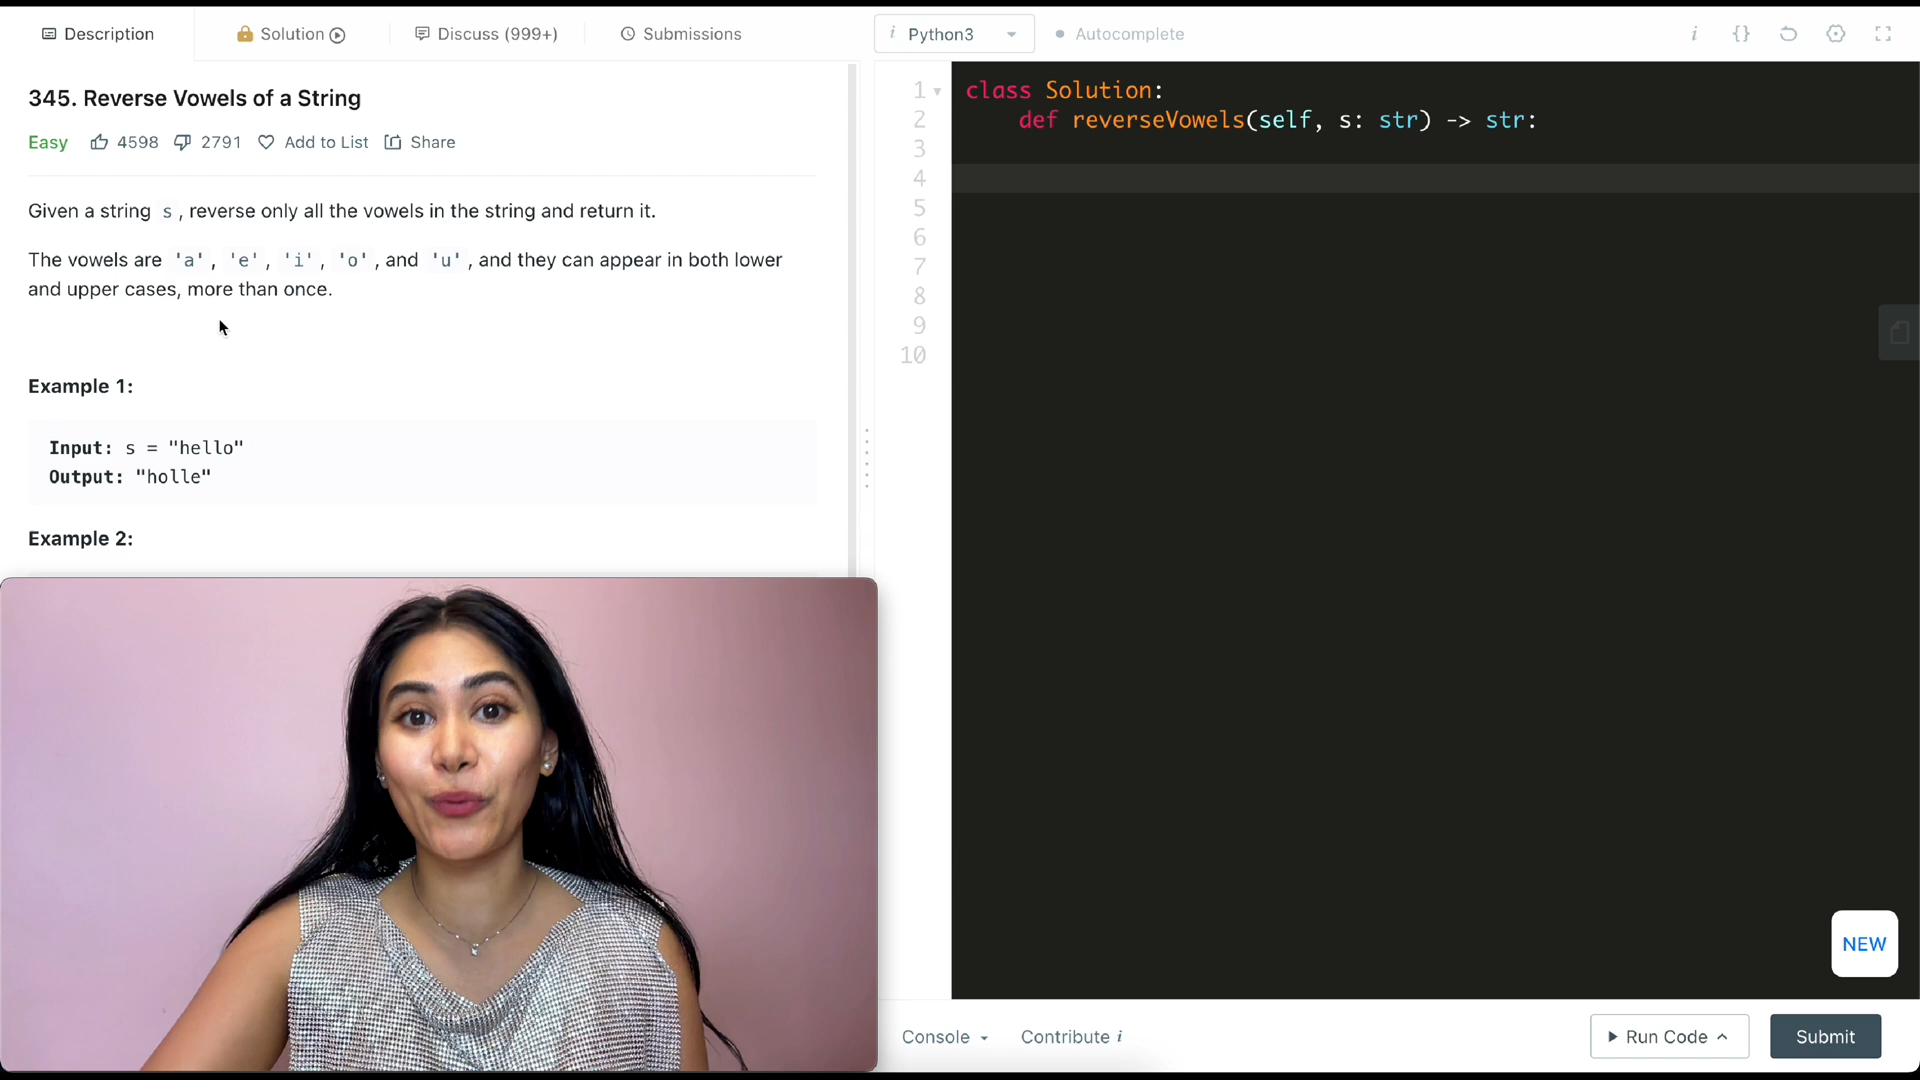 Description
Solution
Discuss (999+)
Submissions
i Python3
Autocomplete
i {}
345. Reverse Vowels of a String
Easy 4598 2791 Add to List Share
Given a string s, reverse only all the vowels in the string and return it.
The vowels are 'a', 'e', 'i', 'o', and 'u', and they can appear in both lower
and upper cases, more than once.
Example 1:
Input: s = "hello"
Output: "holle"
Example 2:
1 class Solution:
2 def reverseVowels(self, s: str) -> str:
3
4
5
6
7
8
9
10
NEW
Console
Contribute i
Run Code
Submit